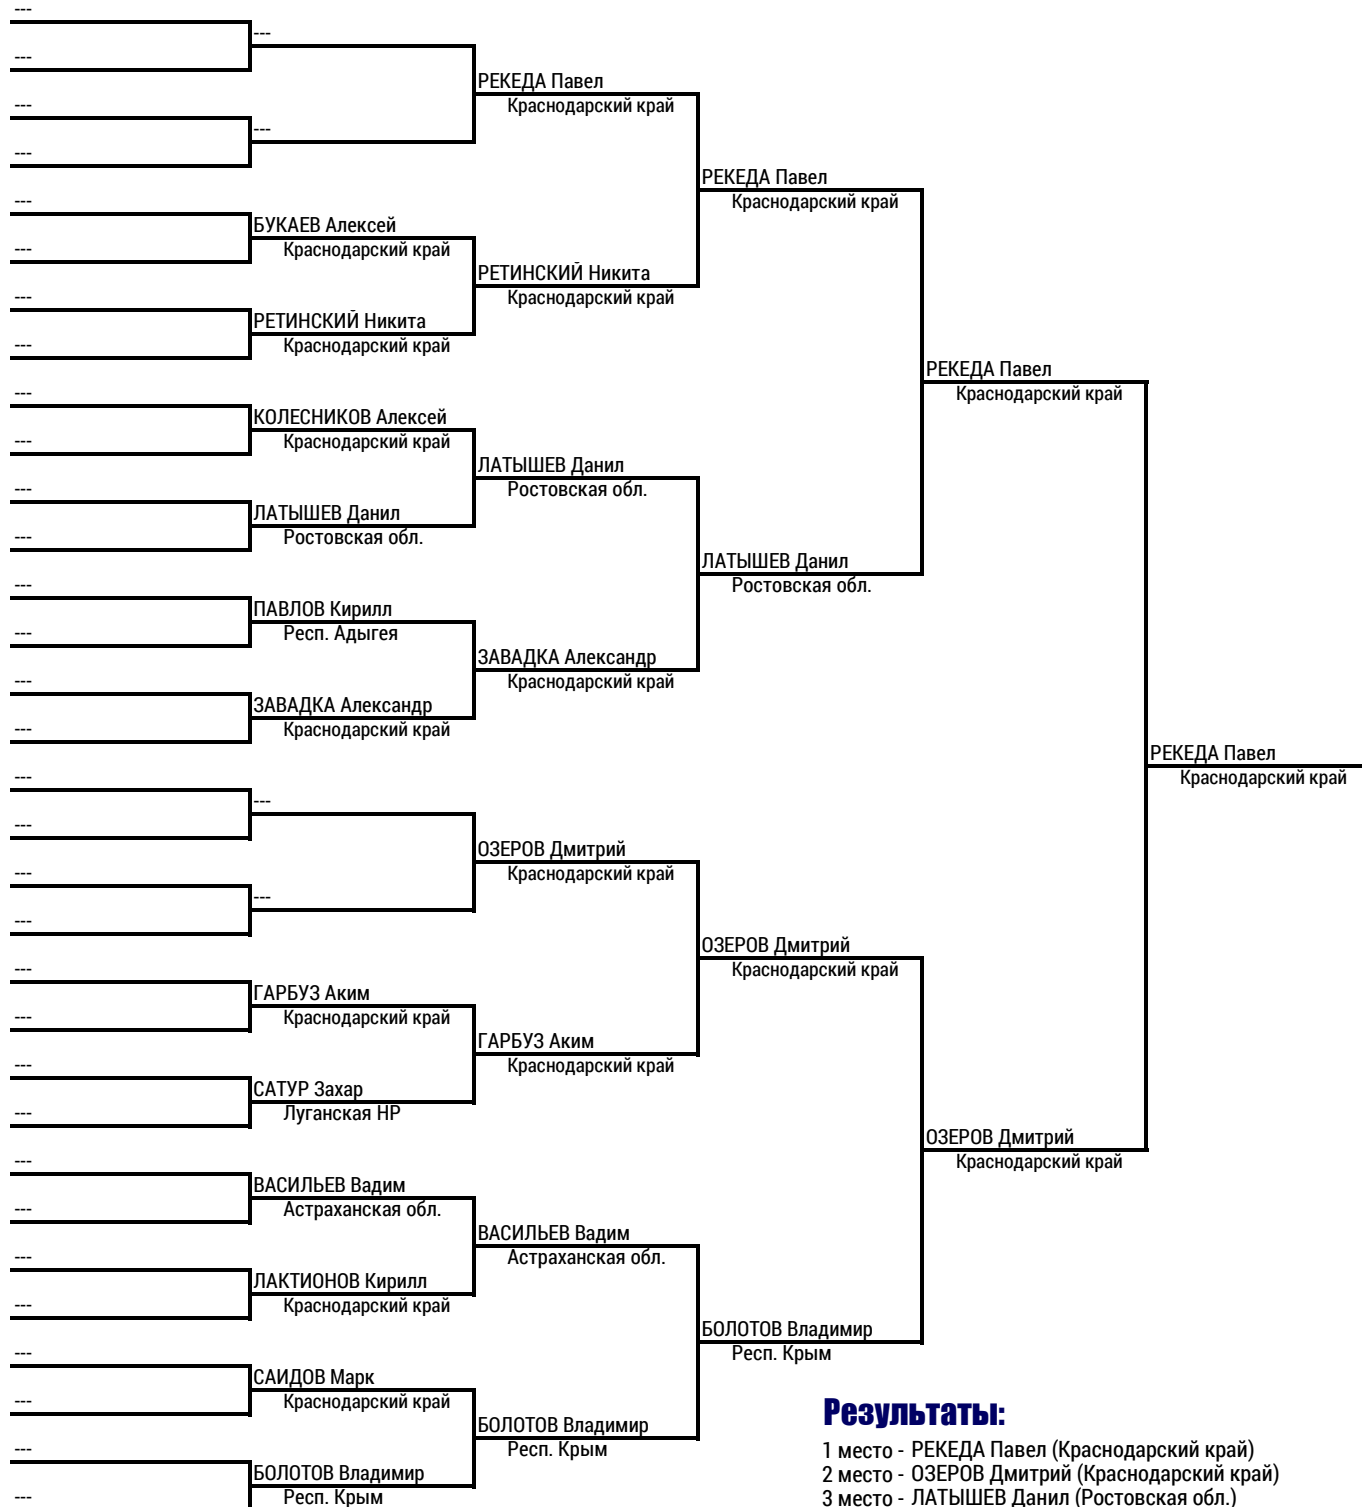 ---
---
---
---
---
---
РЕКЕДА Павел
Краснодарский край
РЕКЕДА Павел
Краснодарский край
---
---
БУКАЕВ Алексей
Краснодарский край
РЕТИНСКИЙ Никита
Краснодарский край
---
---
РЕТИНСКИЙ Никита
Краснодарский край
РЕКЕДА Павел
Краснодарский край
---
---
КОЛЕСНИКОВ Алексей
Краснодарский край
ЛАТЫШЕВ Данил
Ростовская обл.
---
---
ЛАТЫШЕВ Данил
Ростовская обл.
ЛАТЫШЕВ Данил
Ростовская обл.
---
---
ПАВЛОВ Кирилл
Респ. Адыгея
ЗАВАДКА Александр
Краснодарский край
---
---
ЗАВАДКА Александр
Краснодарский край
РЕКЕДА Павел
Краснодарский край
---
---
---
---
---
---
ОЗЕРОВ Дмитрий
Краснодарский край
ОЗЕРОВ Дмитрий
Краснодарский край
---
---
ГАРБУЗ Аким
Краснодарский край
ГАРБУЗ Аким
Краснодарский край
---
---
САТУР Захар
Луганская НР
ОЗЕРОВ Дмитрий
Краснодарский край
---
---
ВАСИЛЬЕВ Вадим
Астраханская обл.
ВАСИЛЬЕВ Вадим
Астраханская обл.
---
---
ЛАКТИОНОВ Кирилл
Краснодарский край
БОЛОТОВ Владимир
Респ. Крым
---
---
САИДОВ Марк
Краснодарский край
БОЛОТОВ Владимир
Респ. Крым
---
---
БОЛОТОВ Владимир
Респ. Крым
Результаты:
1 место - РЕКЕДА Павел (Краснодарский край)
2 место - ОЗЕРОВ Дмитрий (Краснодарский край)
3 место - ЛАТЫШЕВ Данил (Ростовская обл.)